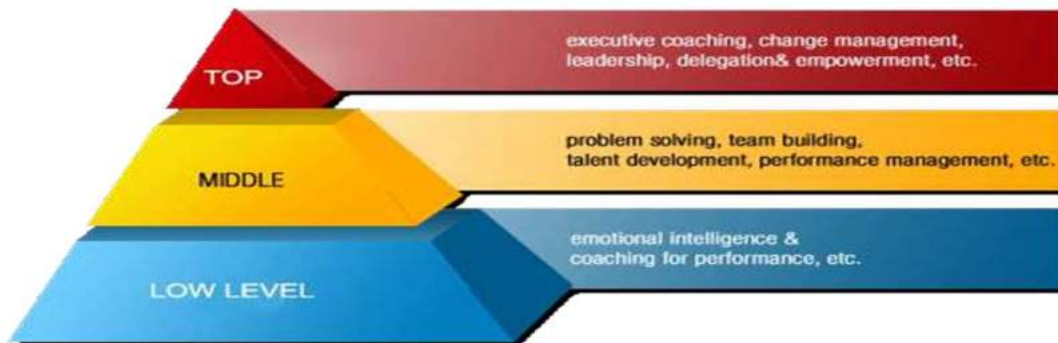 TOP
executive coaching, change management,
leadership, delegation& empowerment, etc.
MIDDLE
problem solving, team building,
talent development, performance management, etc.
LOW LEVEL
emotional intelligence &
coaching for performance, etc.